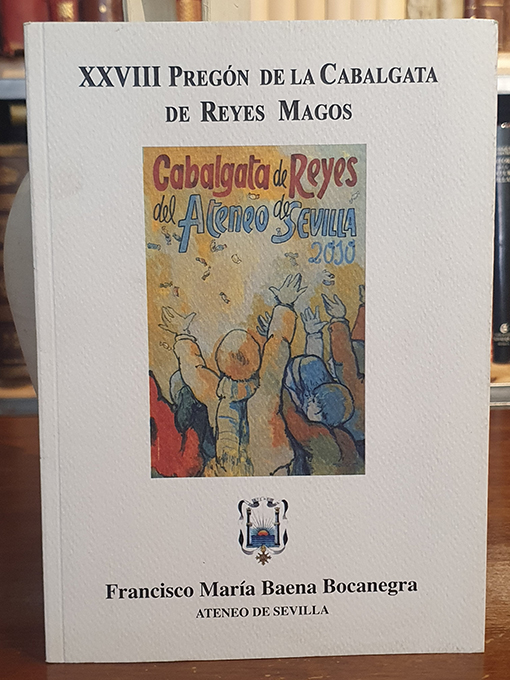 XXVIII PREGÓN DE LA CABALGATA
DE REYES MAGOS
Cabalgata de Reyes
del Ateneo de SEVILLA
2010
Francisco María Baena Bocanegra
ATENEO DE SEVILLA